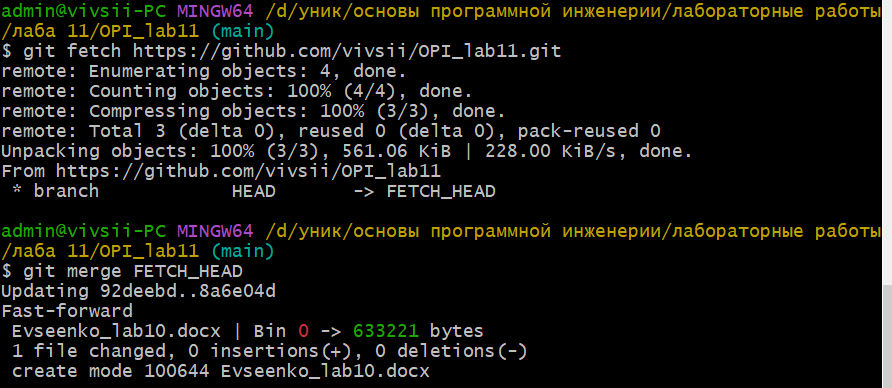 admin@vivsii-PC MINGW64 /d/уник/основы программной инженерии/лабораторные работы
/лаба 11/OPI_lab11 (main)
$ git fetch https://github.com/vivsii/OPI_lab11.git
remote: Enumerating objects: 4, done.
remote: Counting objects: 100% (4/4), done.
remote: Compressing objects: 100% (3/3), done.
remote: Total 3 (delta 0), reused 0 (delta 0), pack-reused 0
Unpacking objects: 100% (3/3), 561.06 KiB | 228.00 KiB/s, done.
From https://github.com/vivsii/OPI_lab11
 * branch            HEAD       -> FETCH_HEAD
admin@vivsii-PC MINGW64 /d/уник/основы программной инженерии/лабораторные работы
/лаба 11/OPI_lab11 (main)
$ git merge FETCH_HEAD
Updating 92deebd..8a6e04d
Fast-forward
 Evseenko_lab10.docx | Bin 0 -> 633221 bytes
 1 file changed, 0 insertions(+), 0 deletions(-)
 create mode 100644 Evseenko_lab10.docx